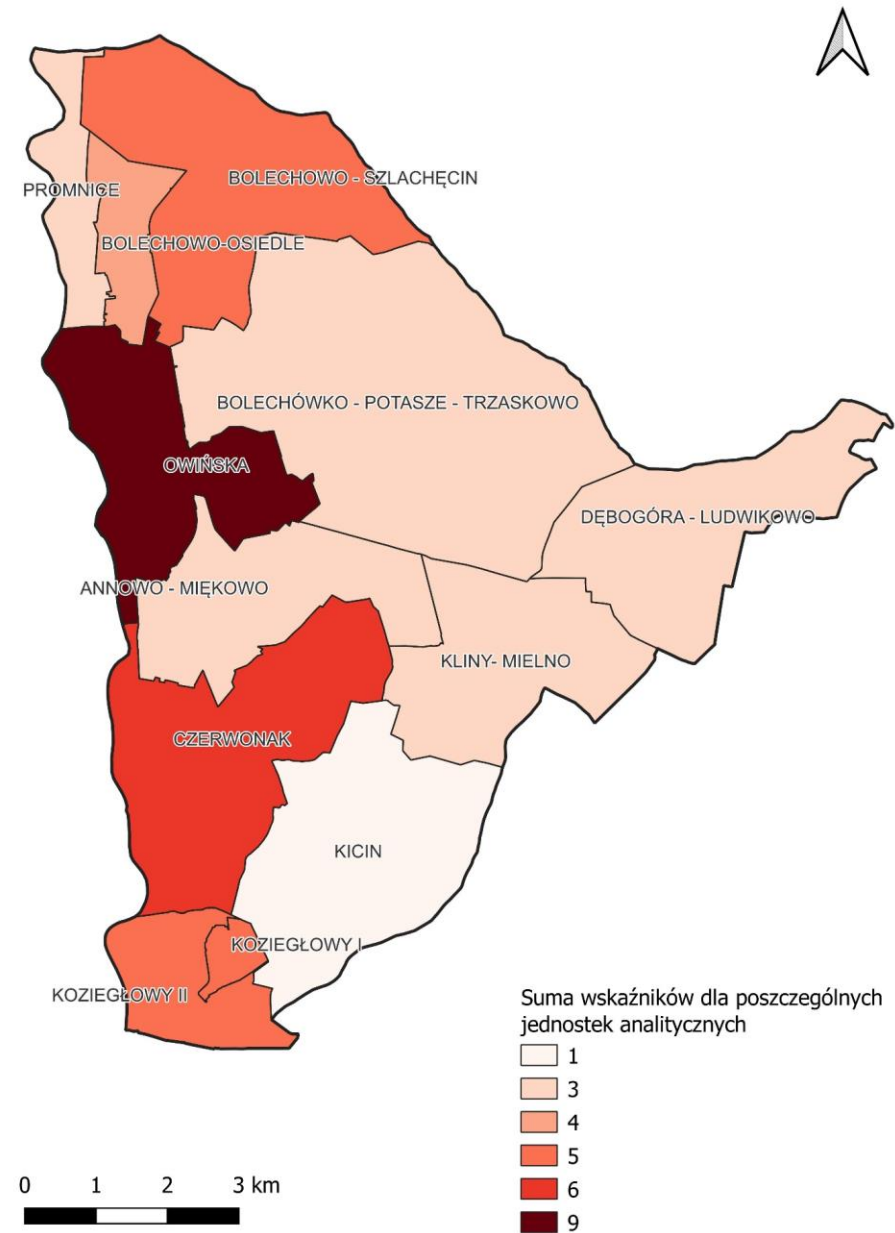 PROMNICE
BOLECHOWO - SZLACHĘCIN
BOLECHOWO-OSIEDLE
BOLECHÓWKO - POTASZE - TRZASKOWO
OWIŃSKA
DĘBOGÓRA - LUDWIKOWO
ANNOWO - MIĘKOWO
KLINY- MIELNO
CZERWONAK
KICIN
KOZIEGŁOWY I
KOZIEGŁOWY II
Suma wskaźników dla poszczególnych
jednostek analitycznych
1
3
4
5
6
9
0 1 2 3 km